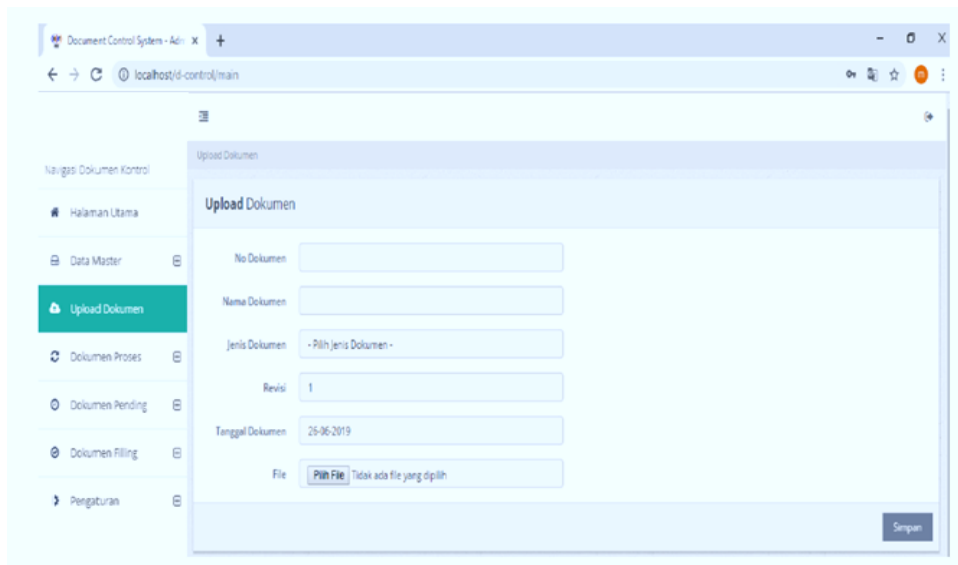 Document Control System - Adn
localhost/d-control/main
Upload Dokumen
Navigasi Dokumen Kontrol
Halaman Utama
Data Master
Upload Dokumen
Dokumen Proses
Dokumen Pending
Dokumen Filling
Pengaturan
Upload Dokumen
No Dokumen
Nama Dokumen
Jenis Dokumen - Pilih Jenis Dokumen -
Revisi 1
Tanggal Dokumen 26-06-2019
File Pilih File Tidak ada file yang dipilih
Simpan